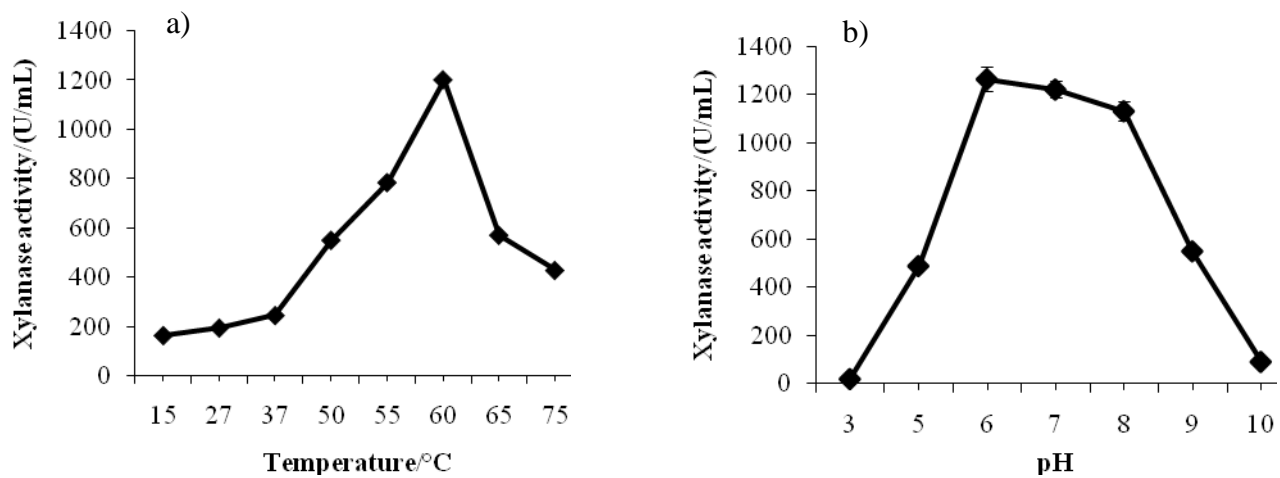 a)
Xylanase activity/(U/mL)
1400
1200
1000
800
600
400
200
0
15 27 37 50 55 60 65 75
Temperature/°C
b)
Xylanase activity/(U/mL)
1400
1200
1000
800
600
400
200
0
3 5 6 7 8 9 10
pH